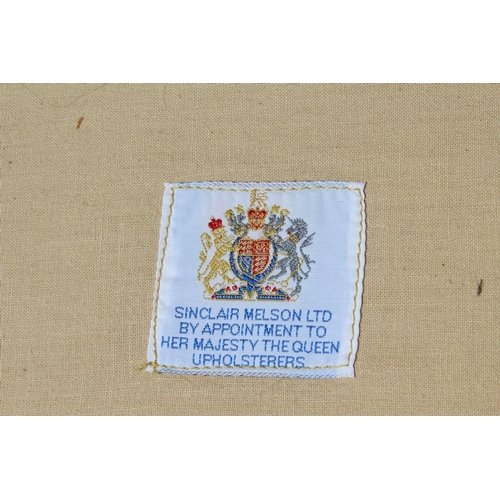 SINCLAIR MELSON LTD
BY APPOINTMENT TO
HER MAJESTY THE QUEEN
UPHOLSTERERS